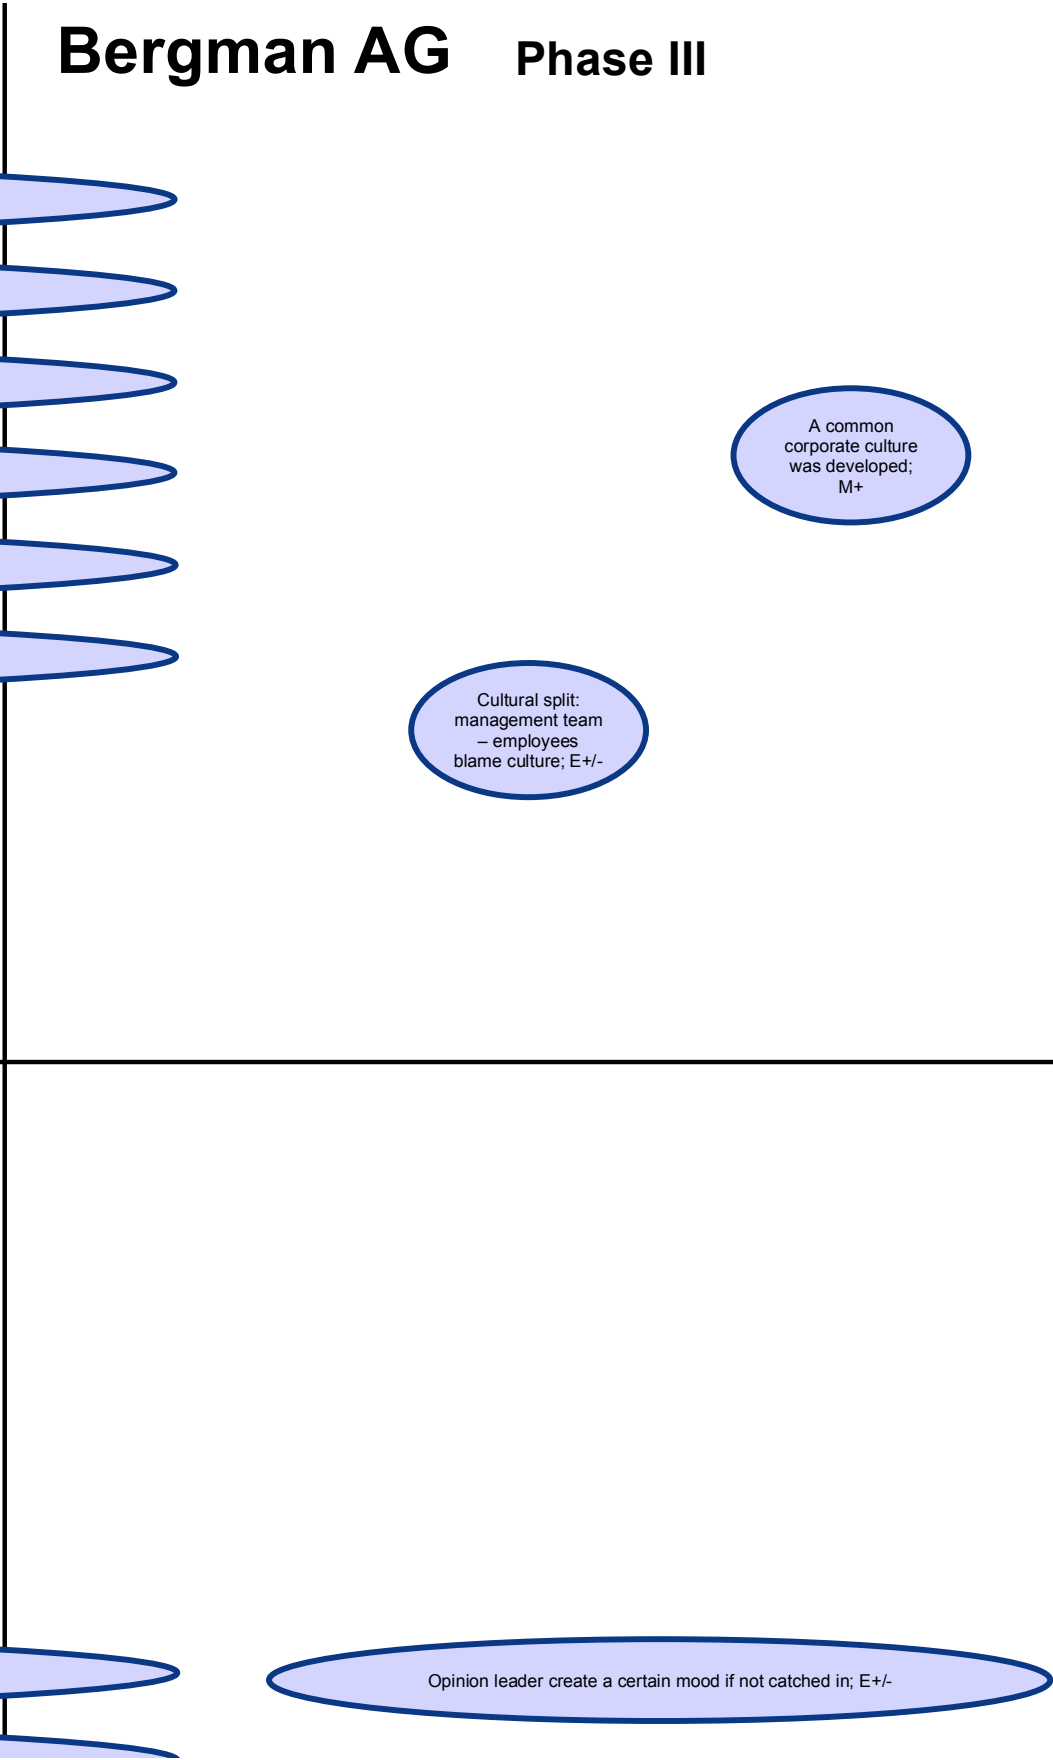 Bergman AG Phase III
A common
corporate culture
was developed;
M+
Cultural split:
management team
– employees
blame culture; E+/-
Opinion leader create a certain mood if not catched in; E+/-